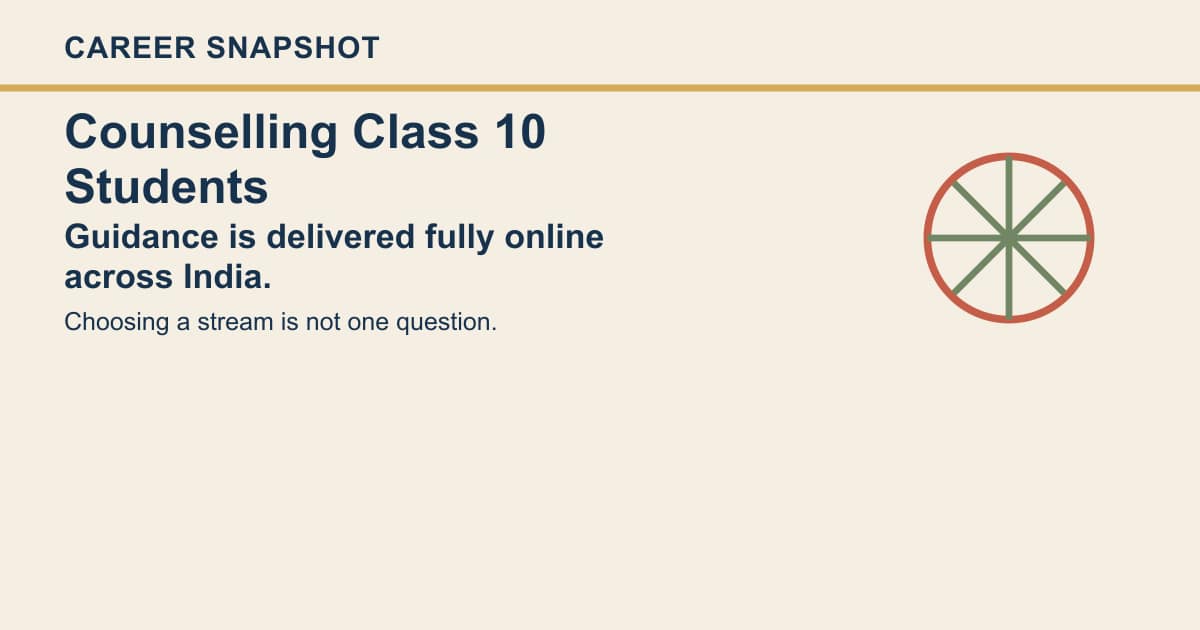 CAREER SNAPSHOT
Counselling Class 10
Students
Guidance is delivered fully online
across India.
Choosing a stream is not one question.